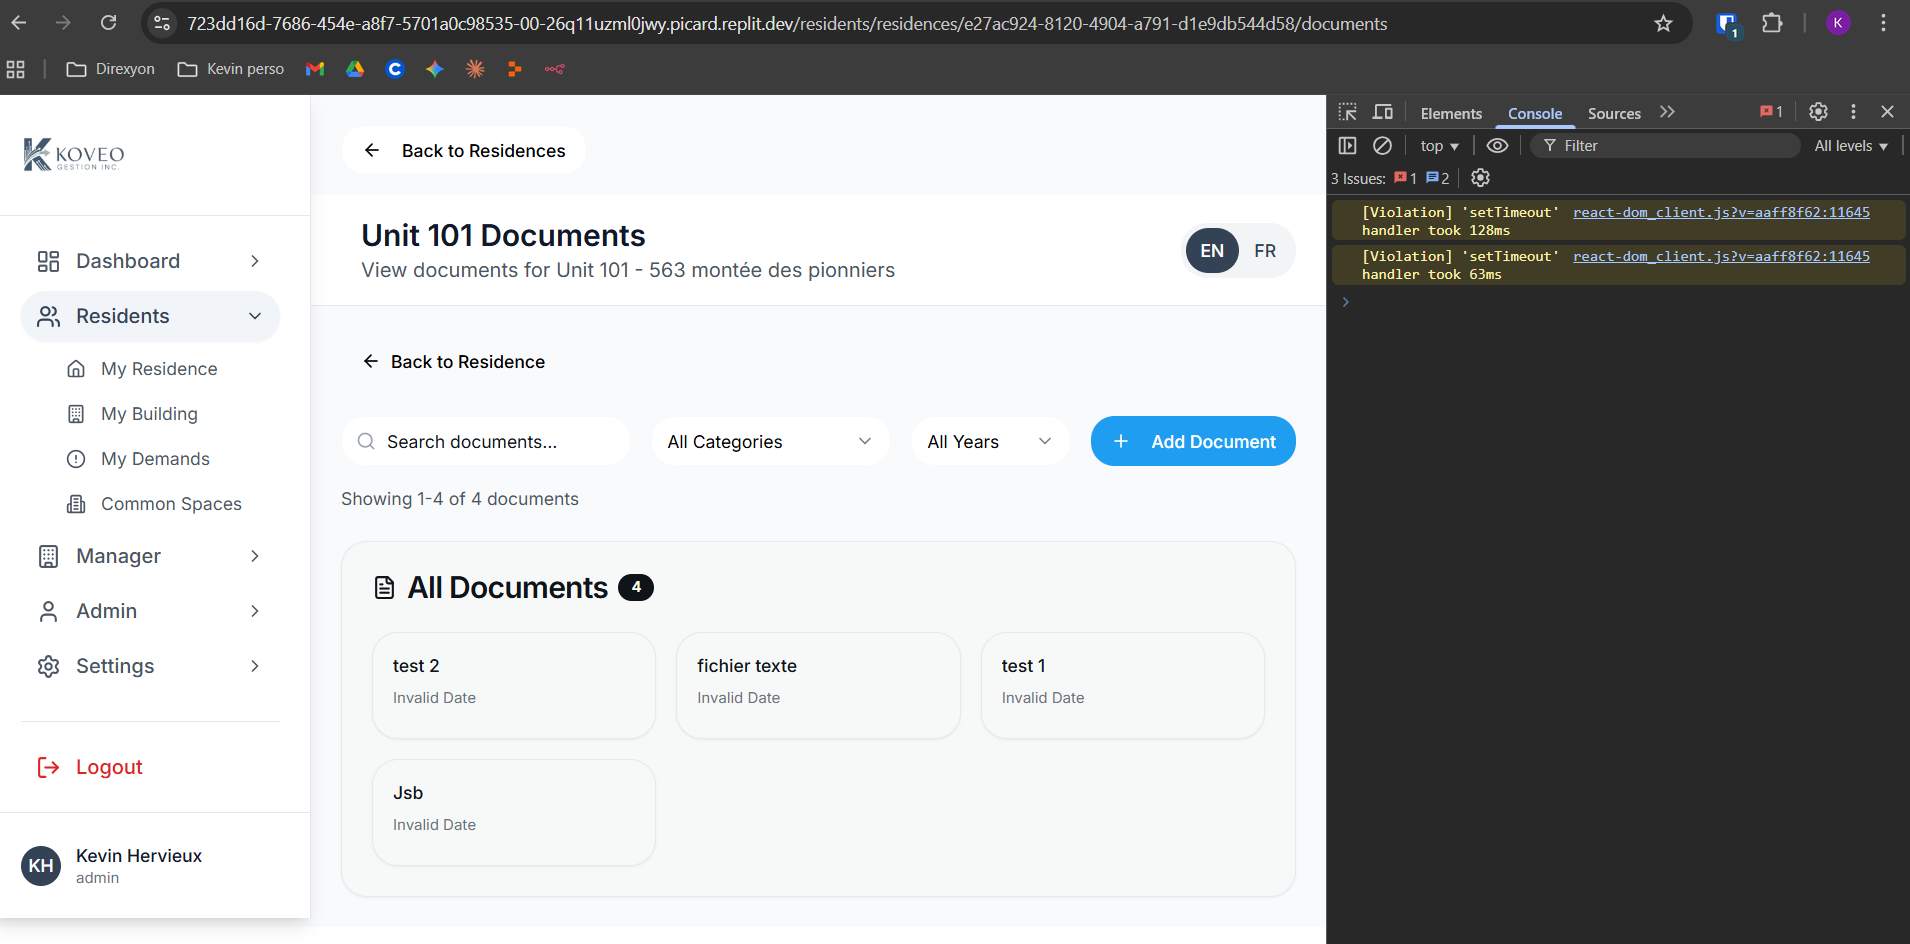 723dd16d-7686-454e-a8f7-5701a0c98535-00-26q11uzml0jwy.picard.replit.dev/residents/residences/e27ac924-8120-4904-a791-d1e9db544d58/documents
1
K
Direxyon
Kevin perso
KOVEO
GESTION INC.
Dashboard
Residents
My Residence
My Building
My Demands
Common Spaces
Manager
Admin
Settings
Logout
KH
Kevin Hervieux
admin
Back to Residences
Unit 101 Documents
View documents for Unit 101 - 563 montée des pionniers
EN
FR
Back to Residence
Search documents...
All Categories
All Years
+ Add Document
Showing 1-4 of 4 documents
All Documents 4
test 2
Invalid Date
fichier texte
Invalid Date
test 1
Invalid Date
Jsb
Invalid Date
Elements
Console
Sources
1
top
Filter
All levels
3 Issues: 1 2
[Violation] 'setTimeout' react-dom_client.js?v=aaff8f62:11645
handler took 128ms
[Violation] 'setTimeout' react-dom_client.js?v=aaff8f62:11645
handler took 63ms